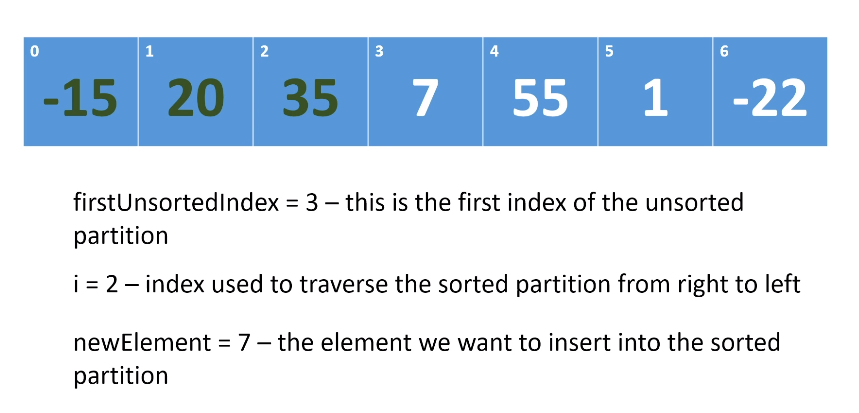 0 1 2 3 4 5 6
-15 20 35 7 55 1 -22
firstUnsortedIndex = 3 – this is the first index of the unsorted
partition
i = 2 – index used to traverse the sorted partition from right to left
newElement = 7 – the element we want to insert into the sorted
partition